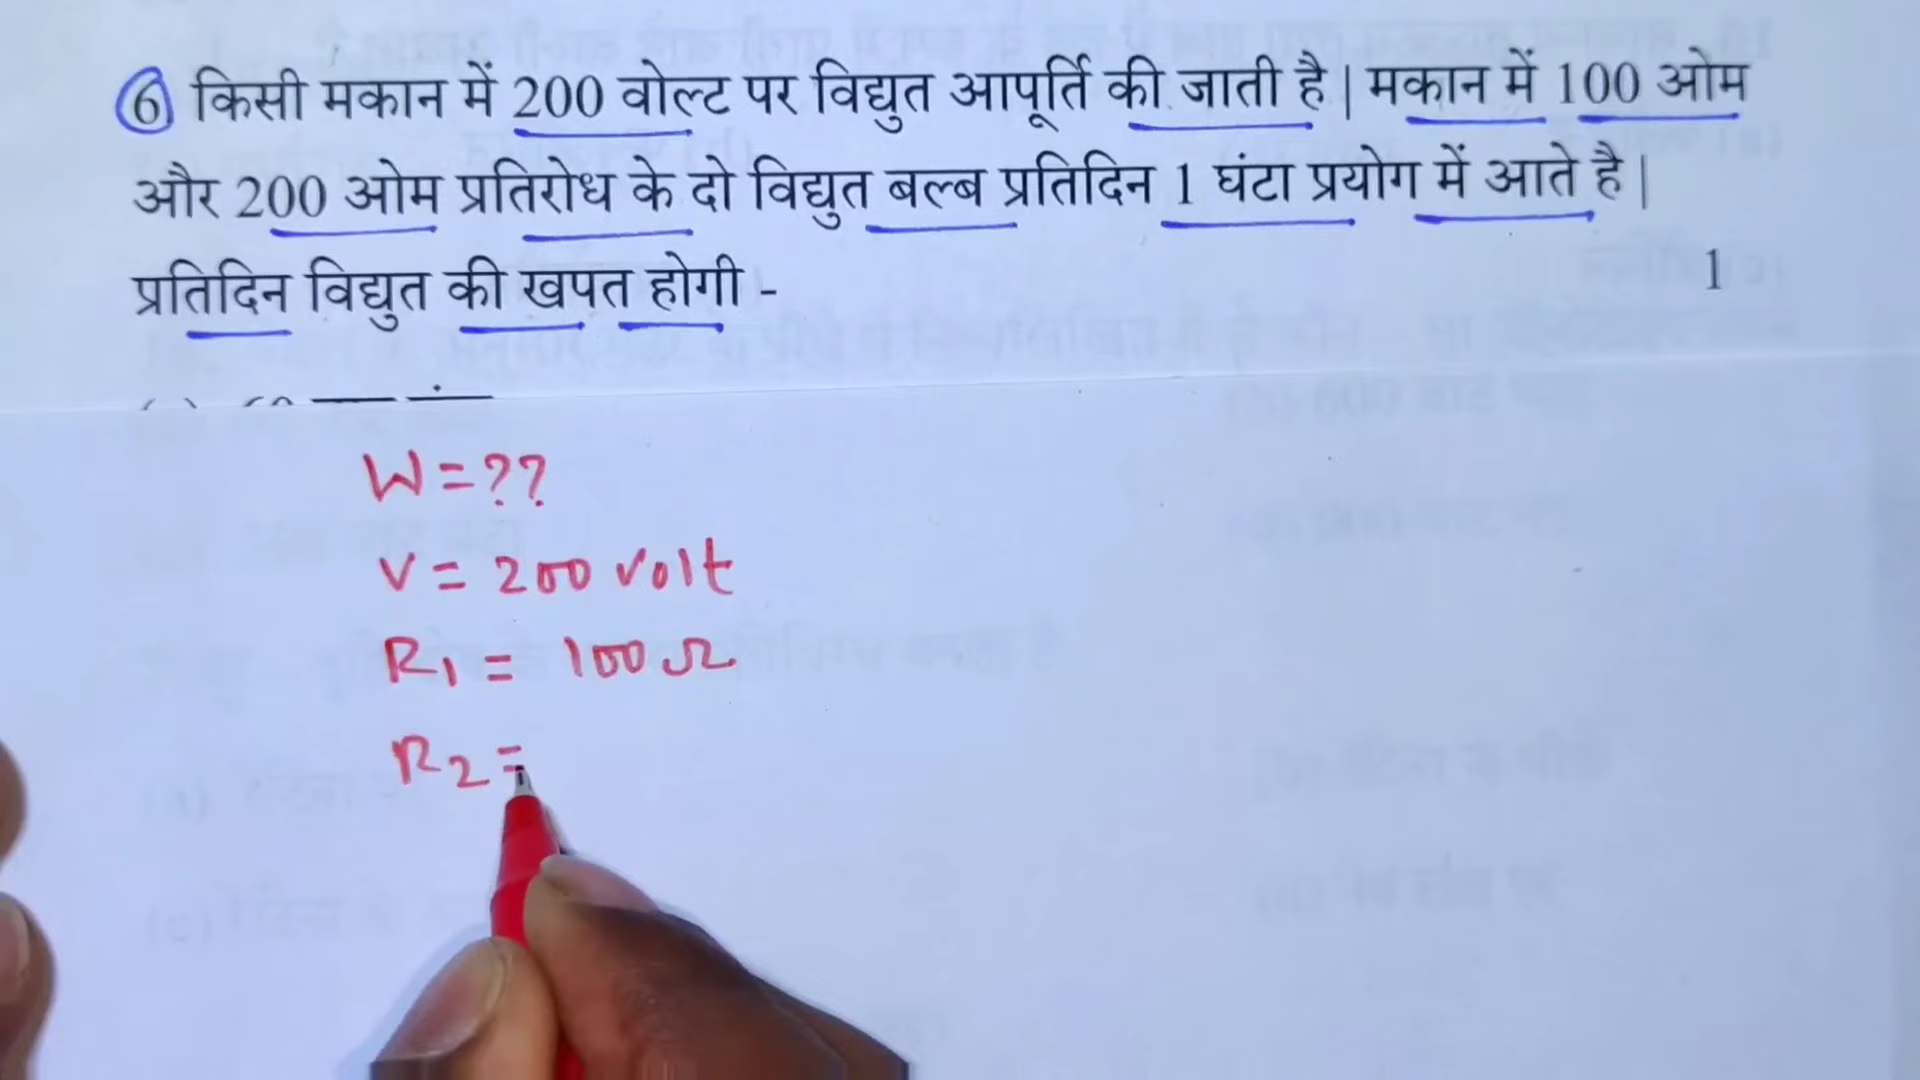 6 किसी मकान में 200 वोल्ट पर विद्युत आपूर्ति की जाती है | मकान में 100 ओम
और 200 ओम प्रतिरोध के दो विद्युत बल्ब प्रतिदिन 1 घंटा प्रयोग में आते है |
प्रतिदिन विद्युत की खपत होगी -
1
W = ??
V = 200 volt
R1 = 100Ω
R2 =